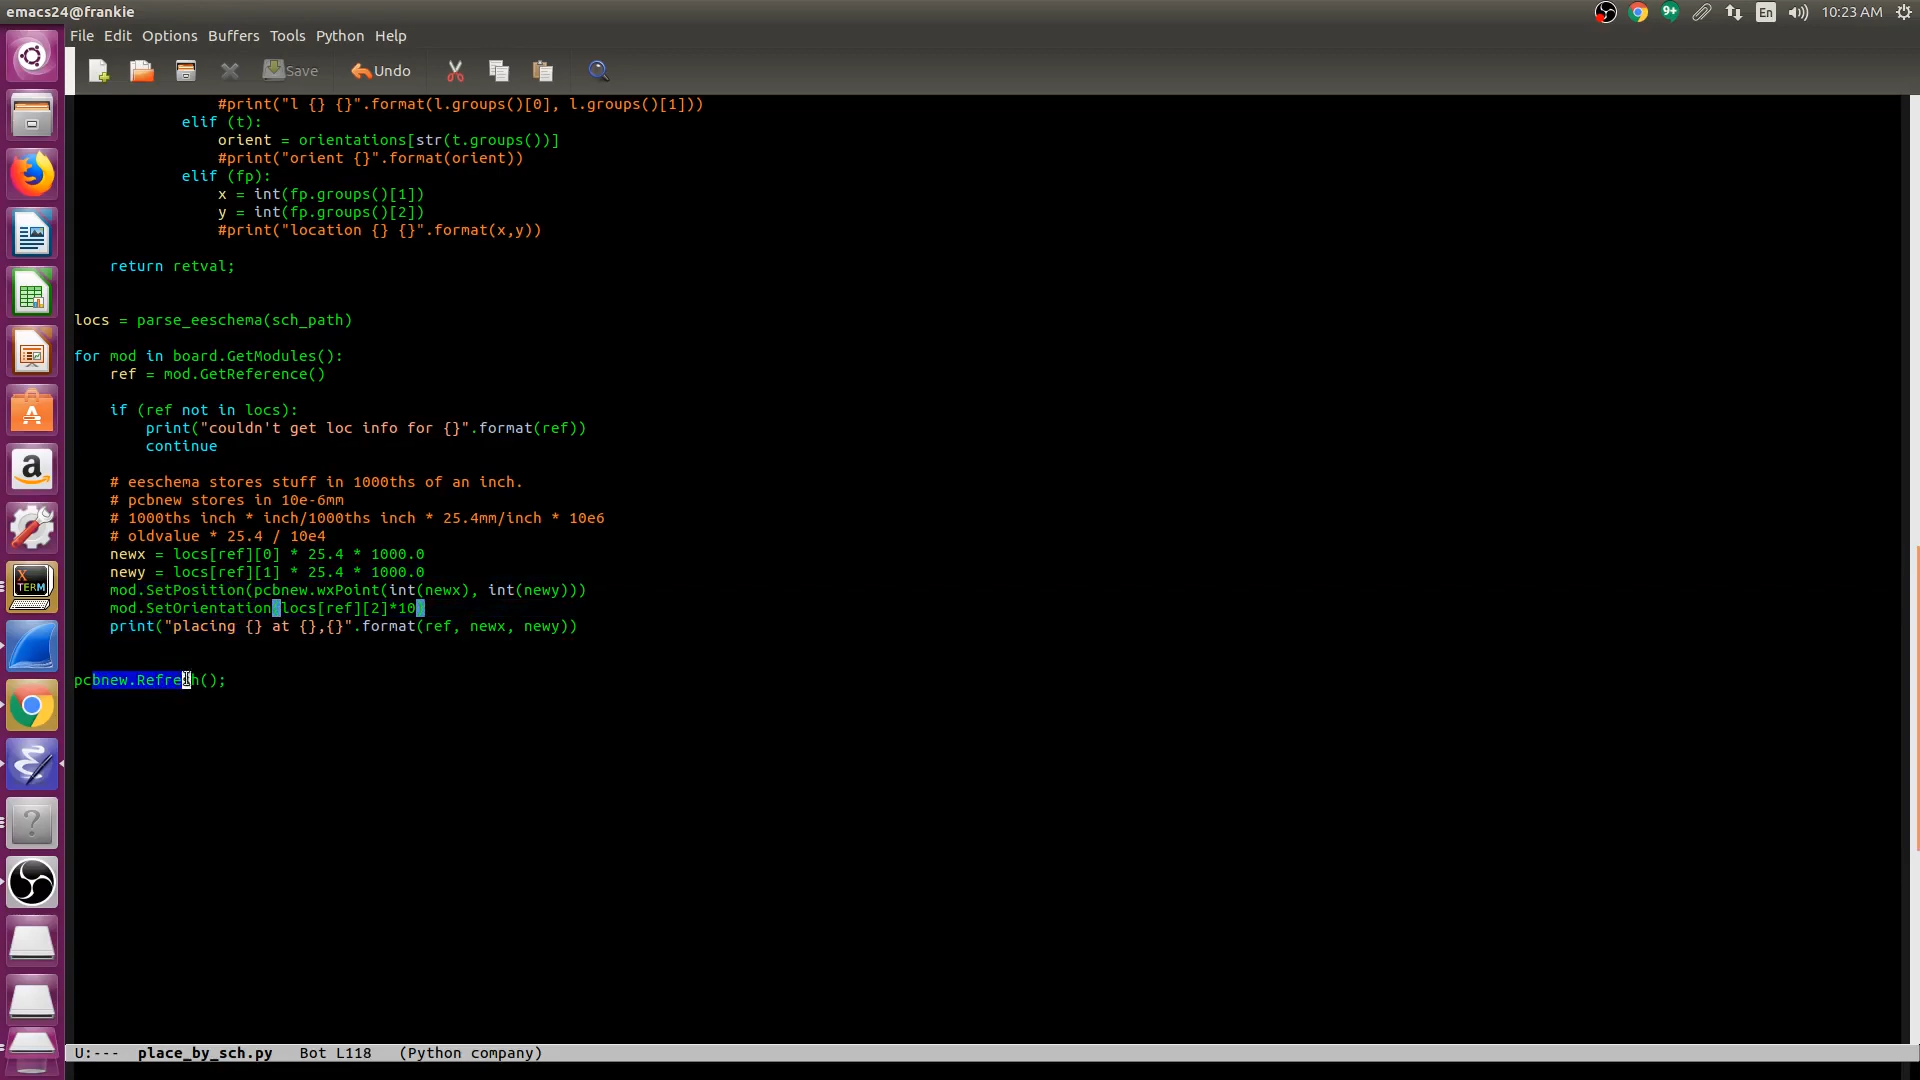 emacs24@frankie
9+ En 10:23 AM
File Edit Options Buffers Tools Python Help
Save Undo
#print("l {} {}".format(l.groups()[0], l.groups()[1]))
elif (t):
orient = orientations[str(t.groups())]
#print("orient {}".format(orient))
elif (fp):
x = int(fp.groups()[1])
y = int(fp.groups()[2])
#print("location {} {}".format(x,y))
return retval;
locs = parse_eeschema(sch_path)
for mod in board.GetModules():
ref = mod.GetReference()
if (ref not in locs):
print("couldn't get loc info for {}".format(ref))
continue
# eeschema stores stuff in 1000ths of an inch.
# pcbnew stores in 10e-6mm
# 1000ths inch * inch/1000ths inch * 25.4mm/inch * 10e6
# oldvalue * 25.4 / 10e4
newx = locs[ref][0] * 25.4 * 1000.0
newy = locs[ref][1] * 25.4 * 1000.0
mod.SetPosition(pcbnew.wxPoint(int(newx), int(newy)))
mod.SetOrientation(locs[ref][2]*10)
print("placing {} at {},{}".format(ref, newx, newy))
pcbnew.Refresh();
X
TERM
U:--- place_by_sch.py Bot L118 (Python company)